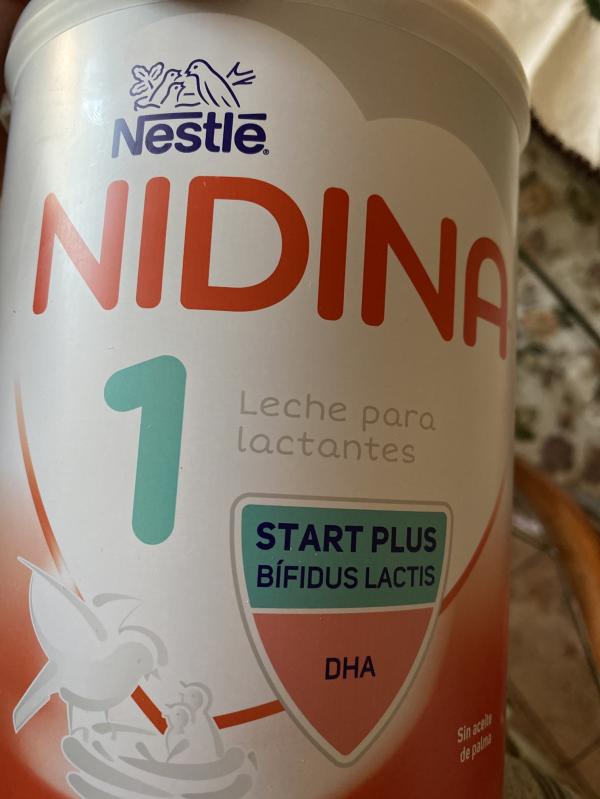 Nestlé
NIDINA
1
Leche para
lactantes
START PLUS
BÍFIDUS LACTIS
DHA
Sin aceite
de palma